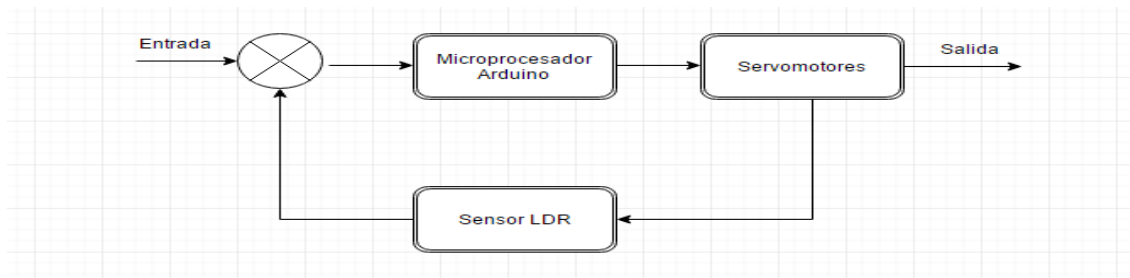 Entrada
Microprocesador
Arduino
Servomotores
Salida
Sensor LDR